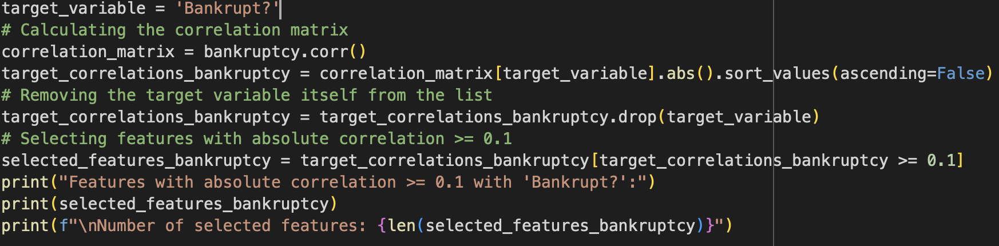 target_variable = 'Bankrupt?'
# Calculating the correlation matrix
correlation_matrix = bankruptcy.corr()
target_correlations_bankruptcy = correlation_matrix[target_variable].abs().sort_values(ascending=False)
# Removing the target variable itself from the list
target_correlations_bankruptcy = target_correlations_bankruptcy.drop(target_variable)
# Selecting features with absolute correlation >= 0.1
selected_features_bankruptcy = target_correlations_bankruptcy[target_correlations_bankruptcy >= 0.1]
print("Features with absolute correlation >= 0.1 with 'Bankrupt?':")
print(selected_features_bankruptcy)
print(f"\nNumber of selected features: {len(selected_features_bankruptcy)}")